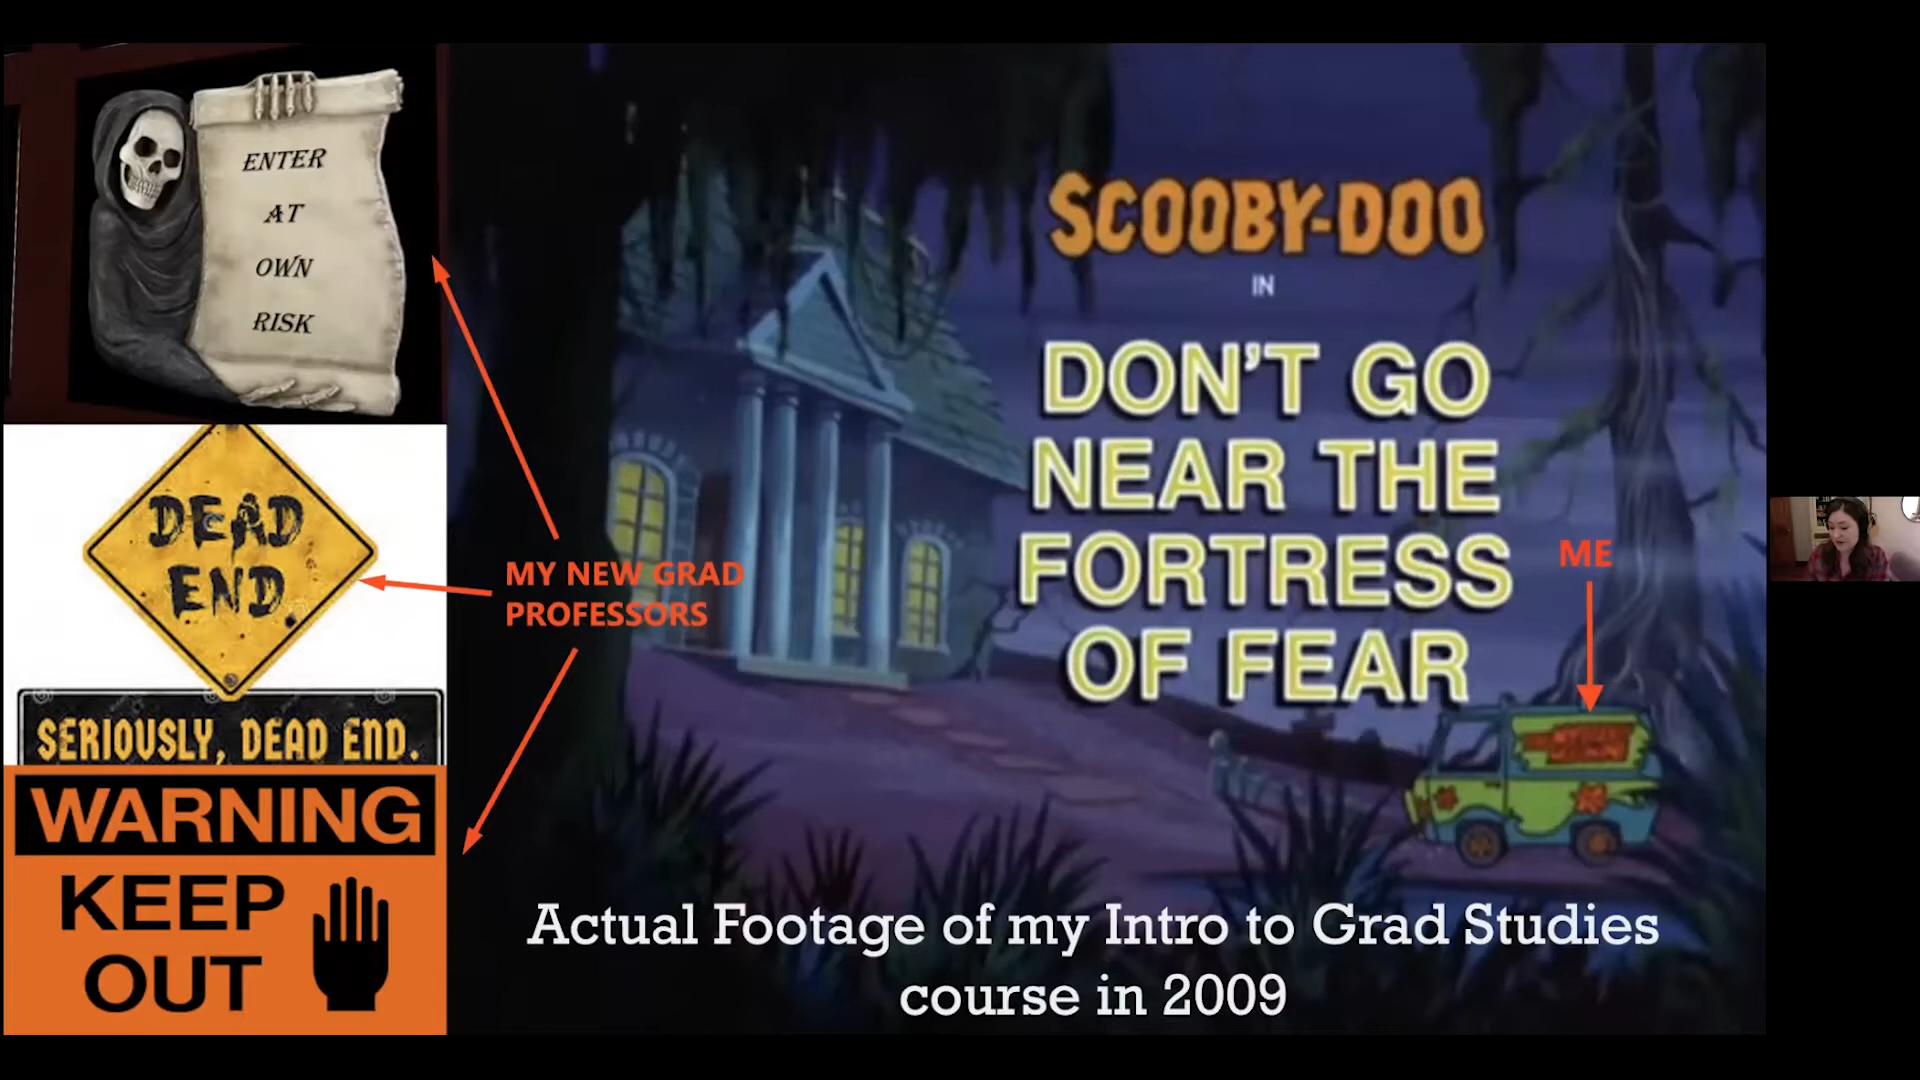 ENTER
AT
OWN
RISK
DEAD
END
SERIOUSLY, DEAD END.
WARNING
KEEP
OUT
MY NEW GRAD
PROFESSORS
SCOOBY-DOO
IN
DON'T GO
NEAR THE
FORTRESS
OF FEAR
ME
Actual Footage of my Intro to Grad Studies
course in 2009